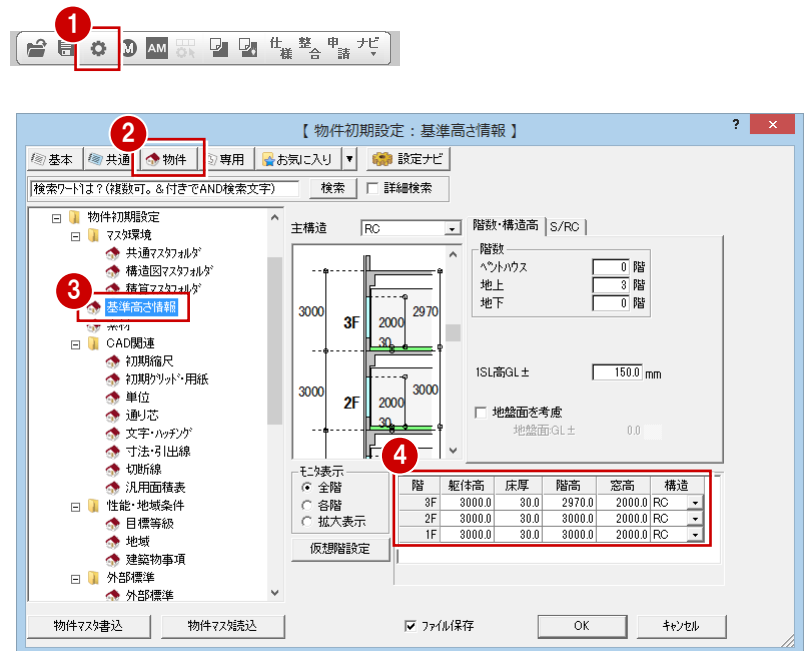 1
M AM 仕様 整合 申請 ナビ
2
【 物件初期設定：基準高さ情報 】
? ×
基本 共通 物件 専用 お気に入り ▼ 設定ナビ
検索ワードは？(複数可。＆付きでAND検索文字) 検索 詳細検索
物件初期設定
マスタ環境
共通マスタフォルダ
構造図マスタフォルダ
積算マスタフォルダ
3
基準高さ情報
CAD関連
初期縮尺
初期グリッド・用紙
単位
通り芯
文字・ハッチング
寸法・引出線
切断線
汎用面積表
性能・地域条件
目標等級
地域
建築物事項
外部標準
外部標準
主構造 RC
3000 3F 2000 2970
30
3000 2F 2000 3000
30
階数・構造高 S/RC
階数
ペントハウス 0 階
地上 3 階
地下 0 階
1SL高GL± 150.0 mm
地盤面を考慮
地盤面GL± 0.0
モニタ表示
全階
各階
拡大表示
仮想階設定
4
階 躯体高 床厚 階高 窓高 構造
3F 3000.0 30.0 2970.0 2000.0 RC
2F 3000.0 30.0 3000.0 2000.0 RC
1F 3000.0 30.0 3000.0 2000.0 RC
物件マスタ書込 物件マスタ読込 ファイル保存 OK キャンセル